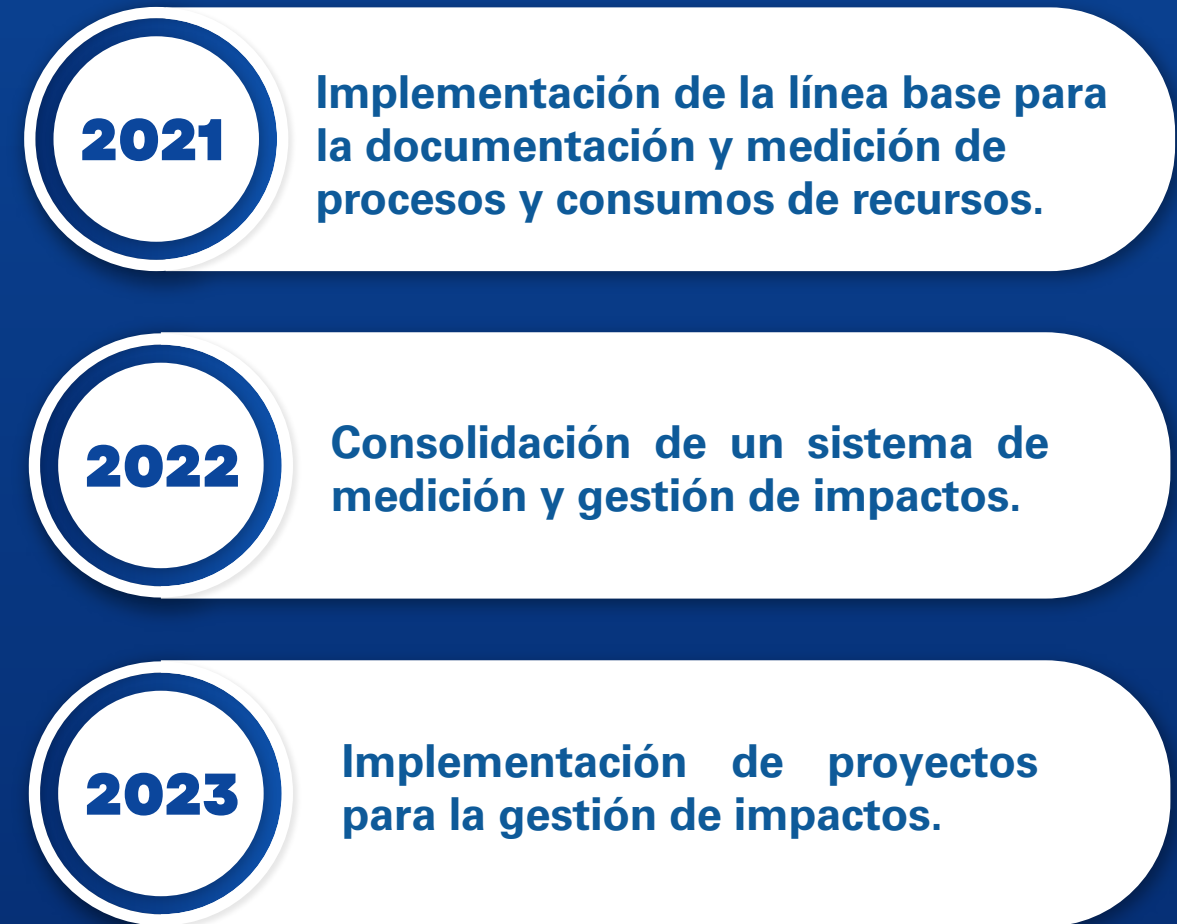 2021
Implementación de la línea base para
la documentación y medición de
procesos y consumos de recursos.
2022
Consolidación de un sistema de
medición y gestión de impactos.
2023
Implementación de proyectos
para la gestión de impactos.